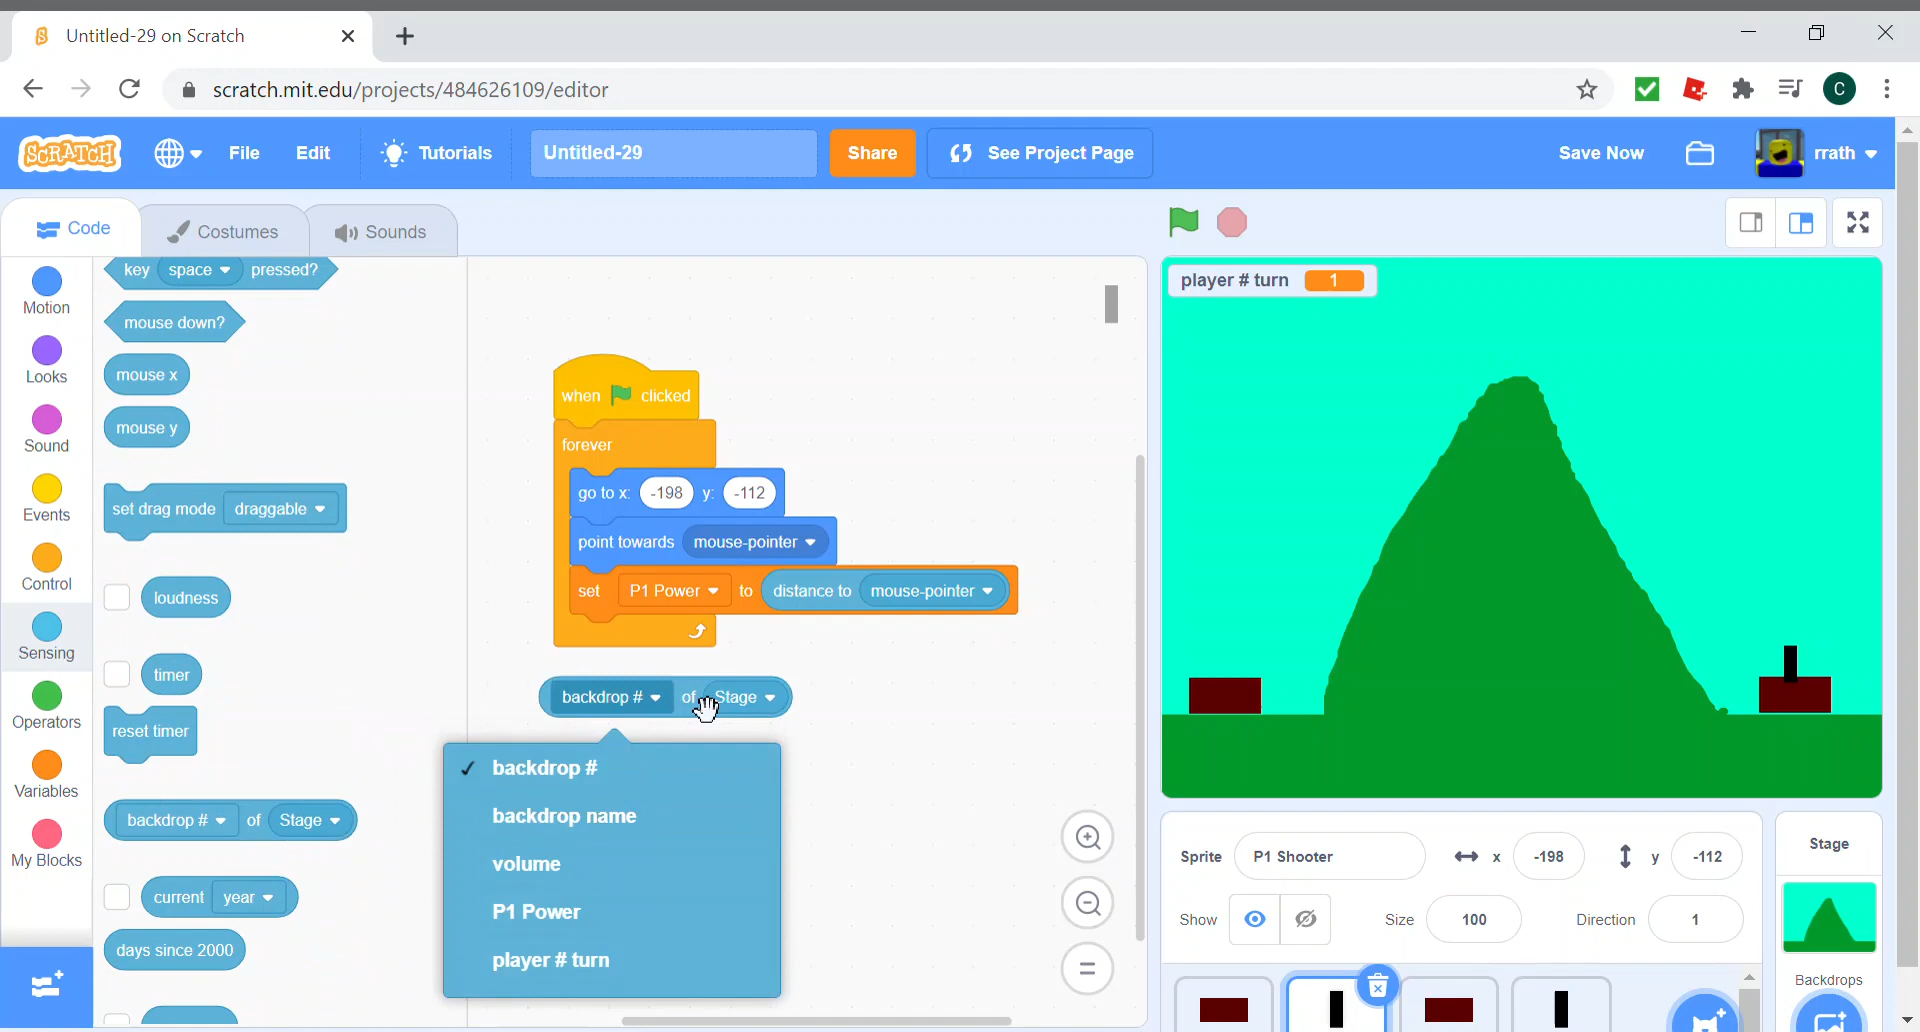 Untitled-29 on Scratch
scratch.mit.edu/projects/484626109/editor
C
SCRATCH
File
Edit
Tutorials
Untitled-29
Share
See Project Page
Save Now
rrath
Code
Costumes
Sounds
Motion
Looks
Sound
Events
Control
Sensing
Operators
Variables
My Blocks
key space pressed?
mouse down?
mouse x
mouse y
set drag mode draggable
loudness
timer
reset timer
backdrop # of Stage
current year
days since 2000
when clicked
forever
go to x: -198 y: -112
point towards mouse-pointer
set P1 Power to distance to mouse-pointer
backdrop # of Stage
✓ backdrop #
backdrop name
volume
P1 Power
player # turn
player # turn 1
Sprite P1 Shooter x -198 y -112
Show Size 100 Direction 1
Stage
Backdrops